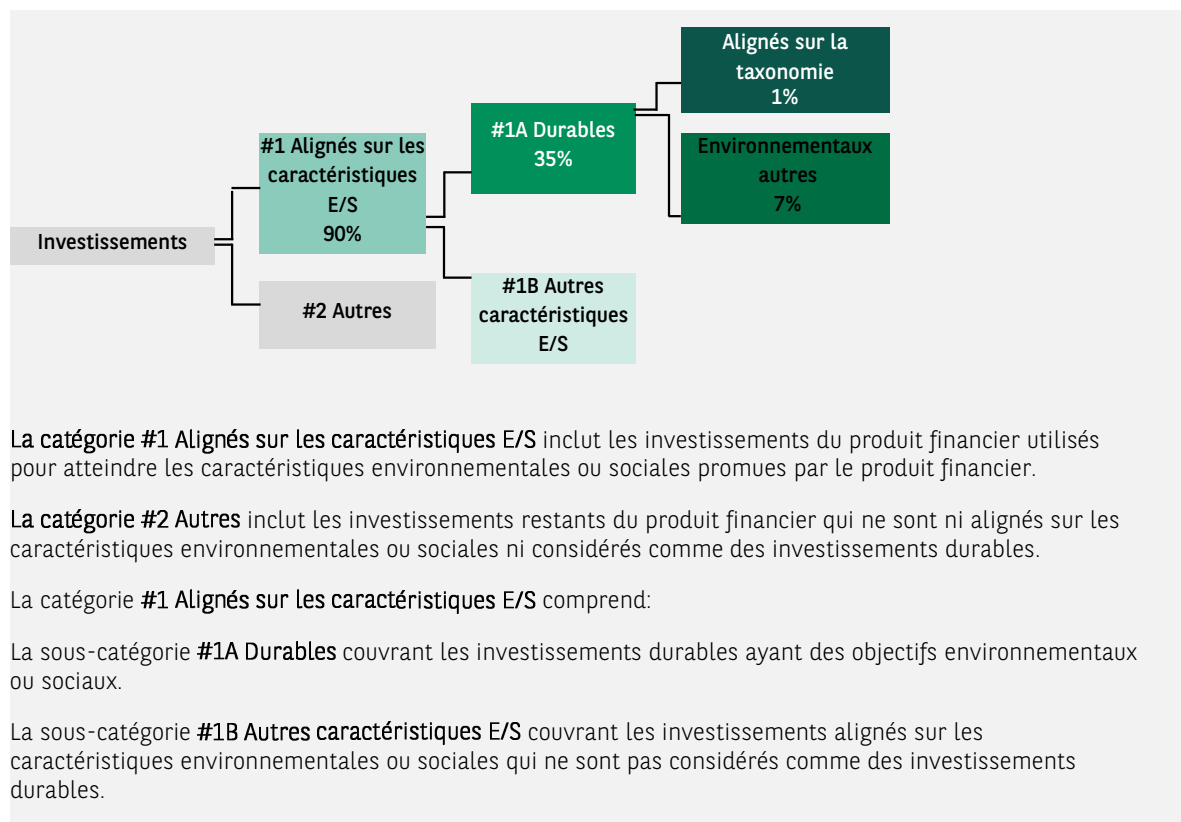 Alignés sur la
taxonomie
1%
#1A Durables
35%
Environnementaux
autres
7%
#1 Alignés sur les
caractéristiques
E/S
90%
Investissements
#2 Autres
#1B Autres
caractéristiques
E/S
La catégorie #1 Alignés sur les caractéristiques E/S inclut les investissements du produit financier utilisés
pour atteindre les caractéristiques environnementales ou sociales promues par le produit financier.
La catégorie #2 Autres inclut les investissements restants du produit financier qui ne sont ni alignés sur les
caractéristiques environnementales ou sociales ni considérés comme des investissements durables.
La catégorie #1 Alignés sur les caractéristiques E/S comprend:
La sous-catégorie #1A Durables couvrant les investissements durables ayant des objectifs environnementaux
ou sociaux.
La sous-catégorie #1B Autres caractéristiques E/S couvrant les investissements alignés sur les
caractéristiques environnementales ou sociales qui ne sont pas considérés comme des investissements
durables.